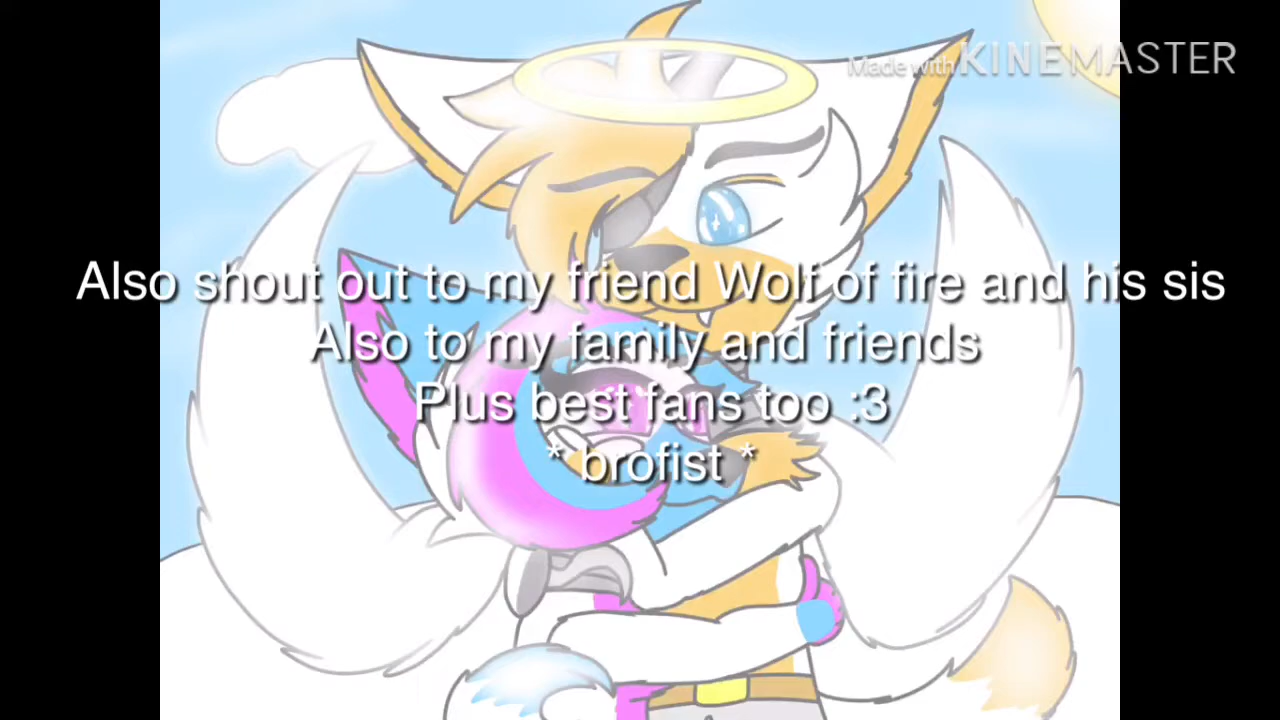 Made with KINEMASTER
Also shout out to my friend Wolf of fire and his sis
Also to my family and friends
Plus best fans too :3
* brofist *